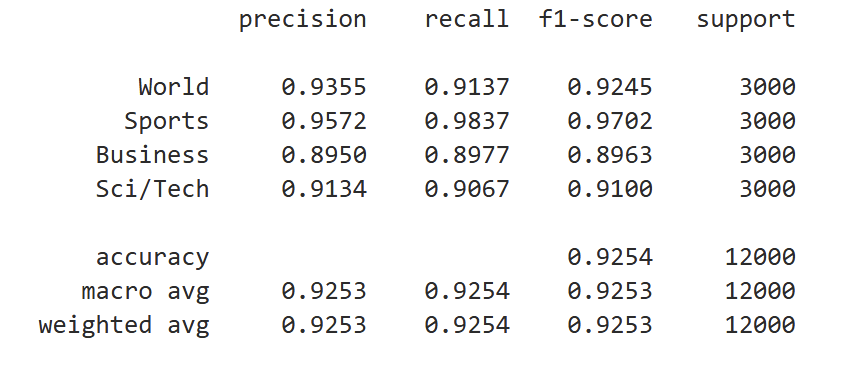 precision recall f1-score support
World 0.9355 0.9137 0.9245 3000
Sports 0.9572 0.9837 0.9702 3000
Business 0.8950 0.8977 0.8963 3000
Sci/Tech 0.9134 0.9067 0.9100 3000
accuracy 0.9254 12000
macro avg 0.9253 0.9254 0.9253 12000
weighted avg 0.9253 0.9254 0.9253 12000